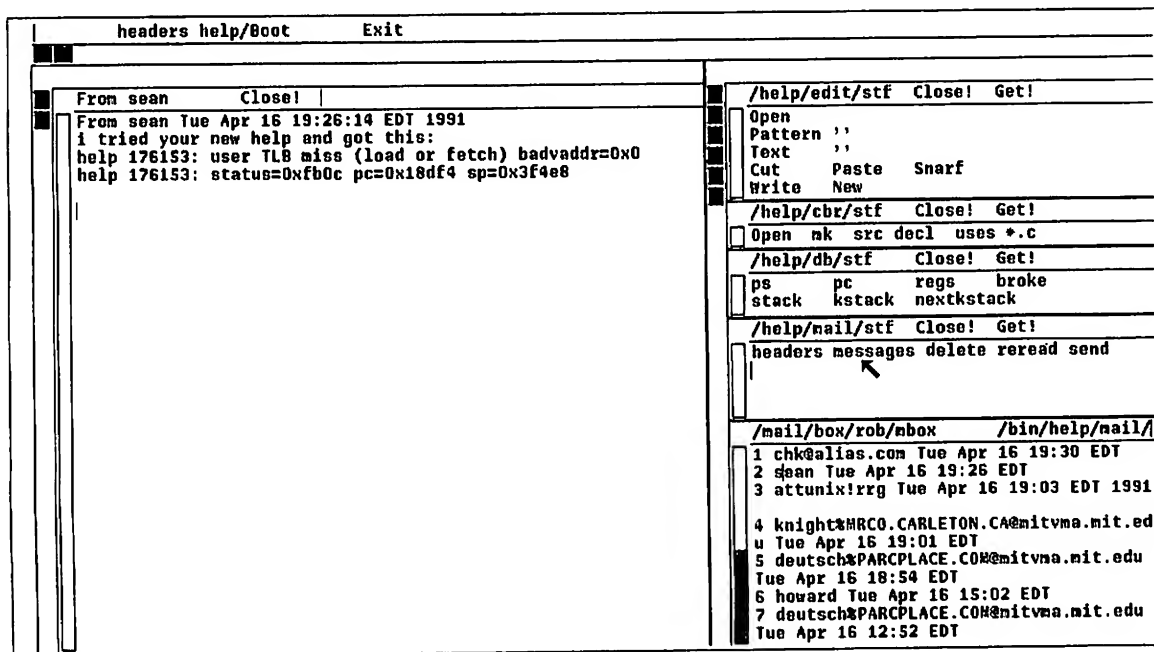 headers help/Boot Exit
From sean Close!
From sean Tue Apr 16 19:26:14 EDT 1991
i tried your new help and got this:
help 176153: user TLB miss (load or fetch) badvaddr=0x0
help 176153: status=0xfb0c pc=0x18df4 sp=0x3f4e8
/help/edit/stf Close! Get!
Open
Pattern ''
Text ''
Cut Paste Snarf
Write New
/help/cbr/stf Close! Get!
Open mk src decl uses *.c
/help/db/stf Close! Get!
ps pc regs broke
stack kstack nextkstack
/help/mail/stf Close! Get!
headers messages delete reread send
/mail/box/rob/mbox /bin/help/mail/
1 chk@alias.com Tue Apr 16 19:30 EDT
2 sean Tue Apr 16 19:26 EDT
3 attunix!rrg Tue Apr 16 19:03 EDT 1991
4 knight%MRCO.CARLETON.CA@mitvma.mit.ed
u Tue Apr 16 19:01 EDT
5 deutsch%PARCPLACE.COM@mitvma.mit.edu
Tue Apr 16 18:54 EDT
6 howard Tue Apr 16 15:02 EDT
7 deutsch%PARCPLACE.COM@mitvma.mit.edu
Tue Apr 16 12:52 EDT